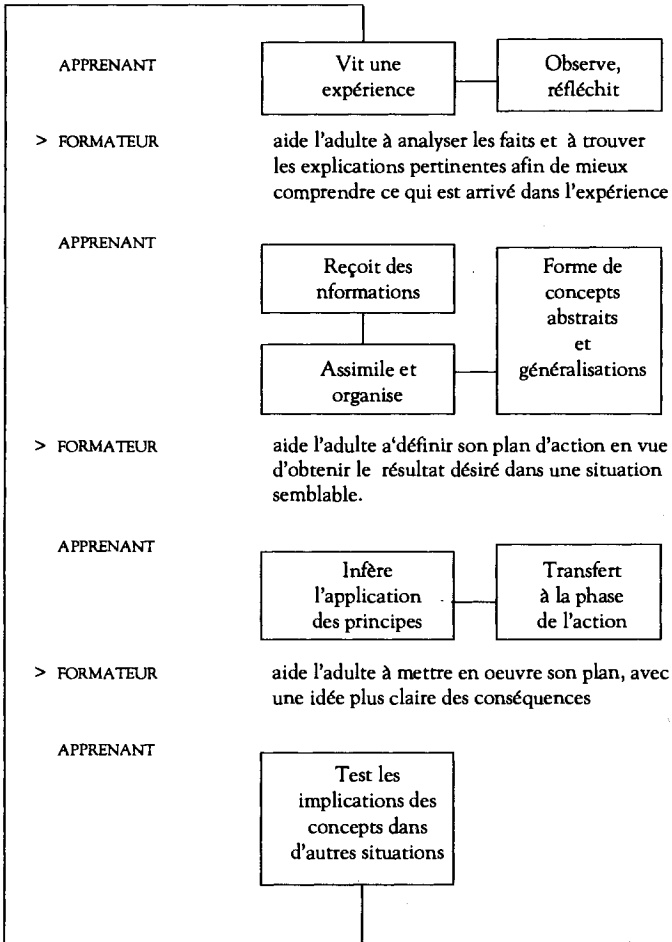 APPRENANT
Vit une
expérience
Observe,
réfléchit
> FORMATEUR
aide l'adulte à analyser les faits et à trouver
les explications pertinentes afin de mieux
comprendre ce qui est arrivé dans l'expérience
APPRENANT
Reçoit des
nformations
Assimile et
organise
Forme de
concepts
abstraits
et
généralisations
> FORMATEUR
aide l'adulte a'définir son plan d'action en vue
d'obtenir le résultat désiré dans une situation
semblable.
APPRENANT
Infère
l'application
des principes
Transfert
à la phase
de l'action
> FORMATEUR
aide l'adulte à mettre en oeuvre son plan, avec
une idée plus claire des conséquences
APPRENANT
Test les
implications des
concepts dans
d'autres situations